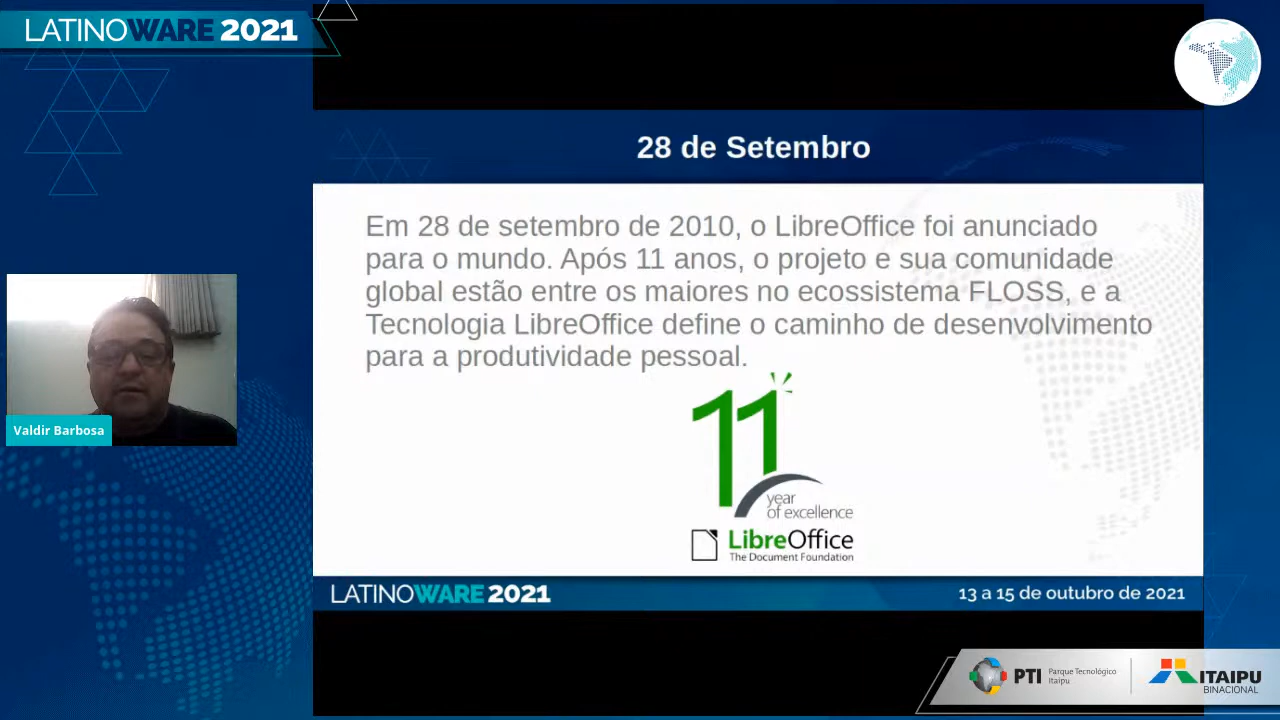 LATINOWARE 2021
28 de Setembro
Em 28 de setembro de 2010, o LibreOffice foi anunciado
para o mundo. Após 11 anos, o projeto e sua comunidade
global estão entre os maiores no ecossistema FLOSS, e a
Tecnologia LibreOffice define o caminho de desenvolvimento
para a produtividade pessoal.
11
year
of excellence
LibreOffice
The Document Foundation
Valdir Barbosa
LATINOWARE 2021
13 a 15 de outubro de 2021
PTI
Parque Tecnológico
Itaipu
ITAIPU
BINACIONAL